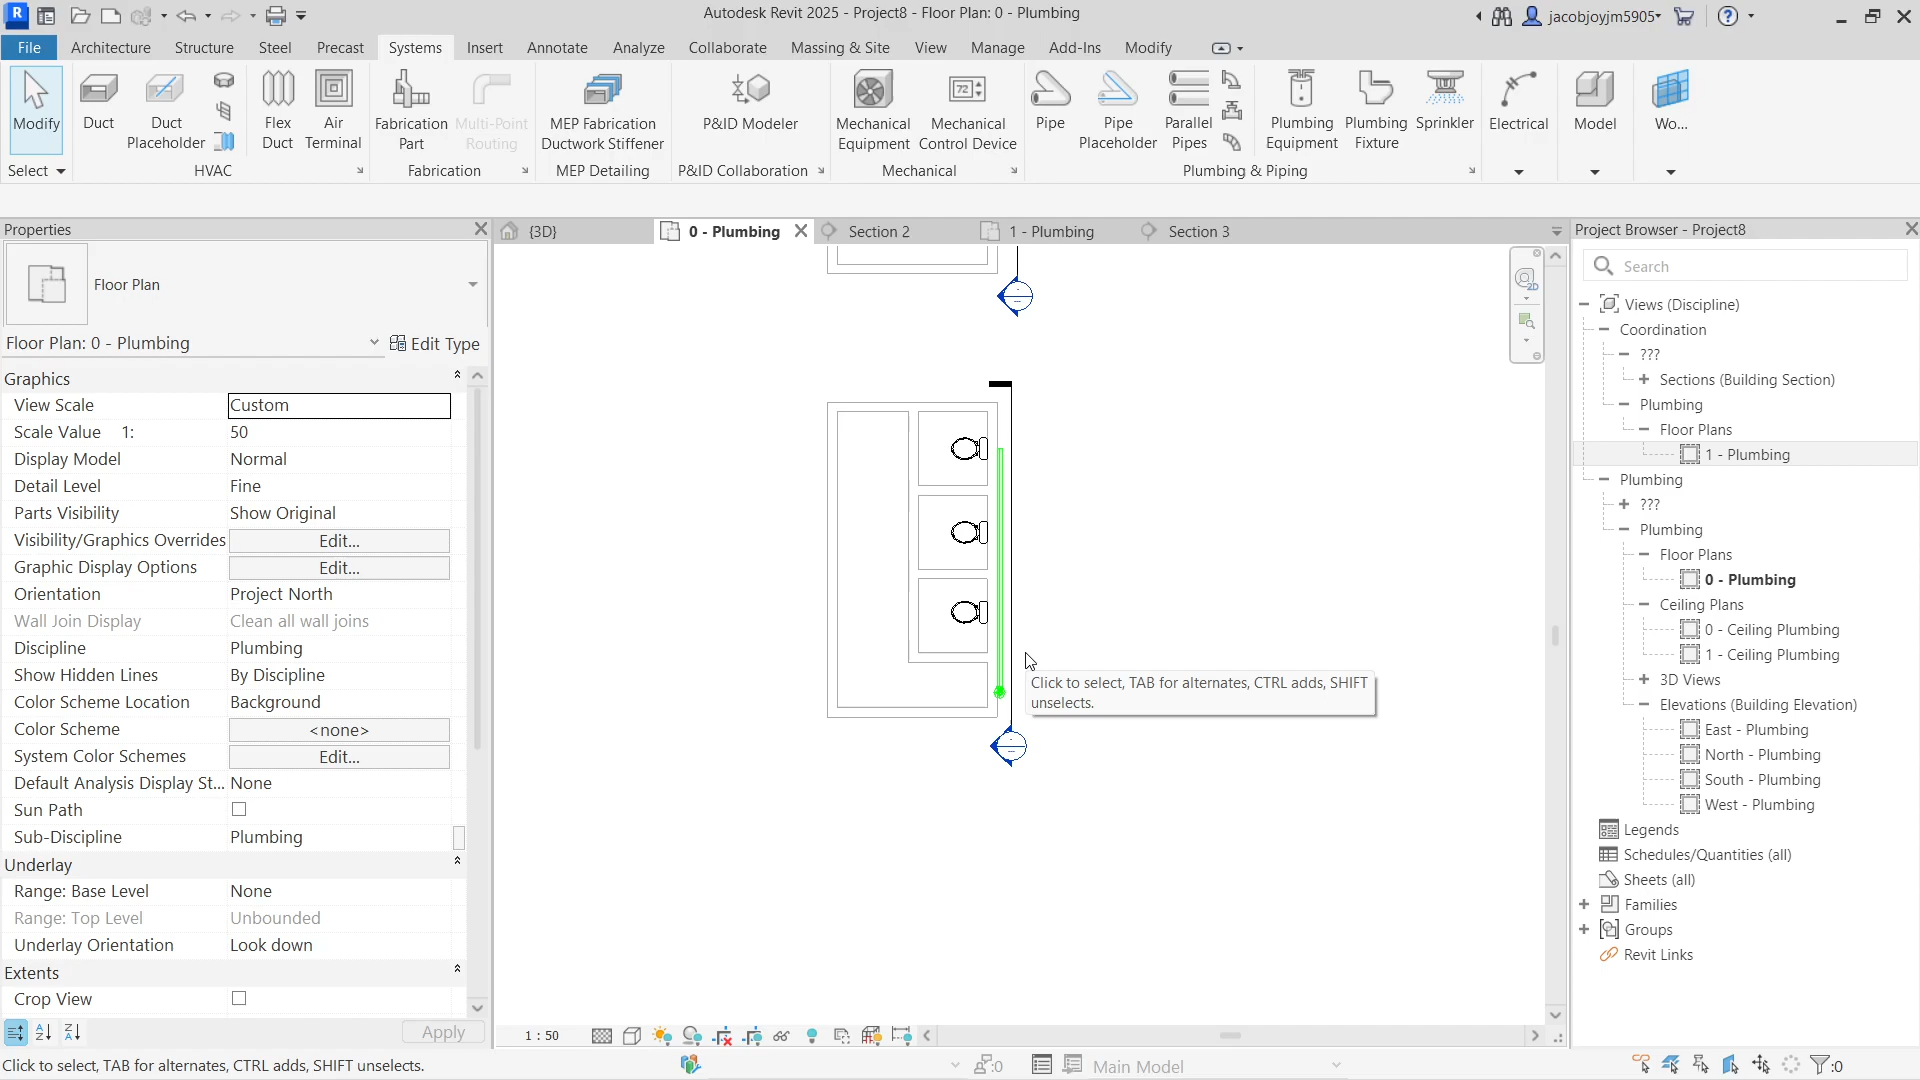 Autodesk Revit 2025 - Project8 - Floor Plan: 0 - Plumbing
jacobjoyjm5905
File
Architecture
Structure
Steel
Precast
Systems
Insert
Annotate
Analyze
Collaborate
Massing & Site
View
Manage
Add-Ins
Modify
Modify
Duct
Duct
Placeholder
Flex
Duct
Air
Terminal
Fabrication
Part
Multi-Point
Routing
MEP Fabrication
Ductwork Stiffener
P&ID Modeler
Mechanical
Equipment
Mechanical
Control Device
Pipe
Pipe
Placeholder
Parallel
Pipes
Plumbing
Equipment
Plumbing
Fixture
Sprinkler
Electrical
Model
Wo...
Select
HVAC
Fabrication
MEP Detailing
P&ID Collaboration
Mechanical
Plumbing & Piping
Properties
Floor Plan
Floor Plan: 0 - Plumbing
Edit Type
Graphics
View Scale Custom
Scale Value 1: 50
Display Model Normal
Detail Level Fine
Parts Visibility Show Original
Visibility/Graphics Overrides Edit...
Graphic Display Options Edit...
Orientation Project North
Wall Join Display Clean all wall joins
Discipline Plumbing
Show Hidden Lines By Discipline
Color Scheme Location Background
Color Scheme <none>
System Color Schemes Edit...
Default Analysis Display St... None
Sun Path
Sub-Discipline Plumbing
Underlay
Range: Base Level None
Range: Top Level Unbounded
Underlay Orientation Look down
Extents
Crop View
Apply
{3D}
0 - Plumbing
Section 2
1 - Plumbing
Section 3
2D
Click to select, TAB for alternates, CTRL adds, SHIFT
unselects.
1 : 50
Project Browser - Project8
Search
Views (Discipline)
Coordination
???
Sections (Building Section)
Plumbing
Floor Plans
1 - Plumbing
Plumbing
???
Plumbing
Floor Plans
0 - Plumbing
Ceiling Plans
0 - Ceiling Plumbing
1 - Ceiling Plumbing
3D Views
Elevations (Building Elevation)
East - Plumbing
North - Plumbing
South - Plumbing
West - Plumbing
Legends
Schedules/Quantities (all)
Sheets (all)
Families
Groups
Revit Links
Click to select, TAB for alternates, CTRL adds, SHIFT unselects.
:0
Main Model
:0